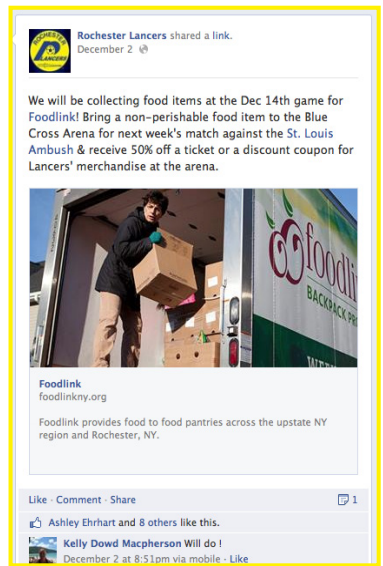 ROCHESTER
LANCERS
Rochester Lancers shared a link.
December 2
We will be collecting food items at the Dec 14th game for
Foodlink! Bring a non-perishable food item to the Blue
Cross Arena for next week's match against the St. Louis
Ambush & receive 50% off a ticket or a discount coupon for
Lancers' merchandise at the arena.
foodli
BACKPACK PR
Foodlink
foodlinkny.org
Foodlink provides food to food pantries across the upstate NY
region and Rochester, NY.
Like · Comment · Share
1
Ashley Ehrhart and 8 others like this.
Kelly Dowd Macpherson Will do !
December 2 at 8:51pm via mobile · Like